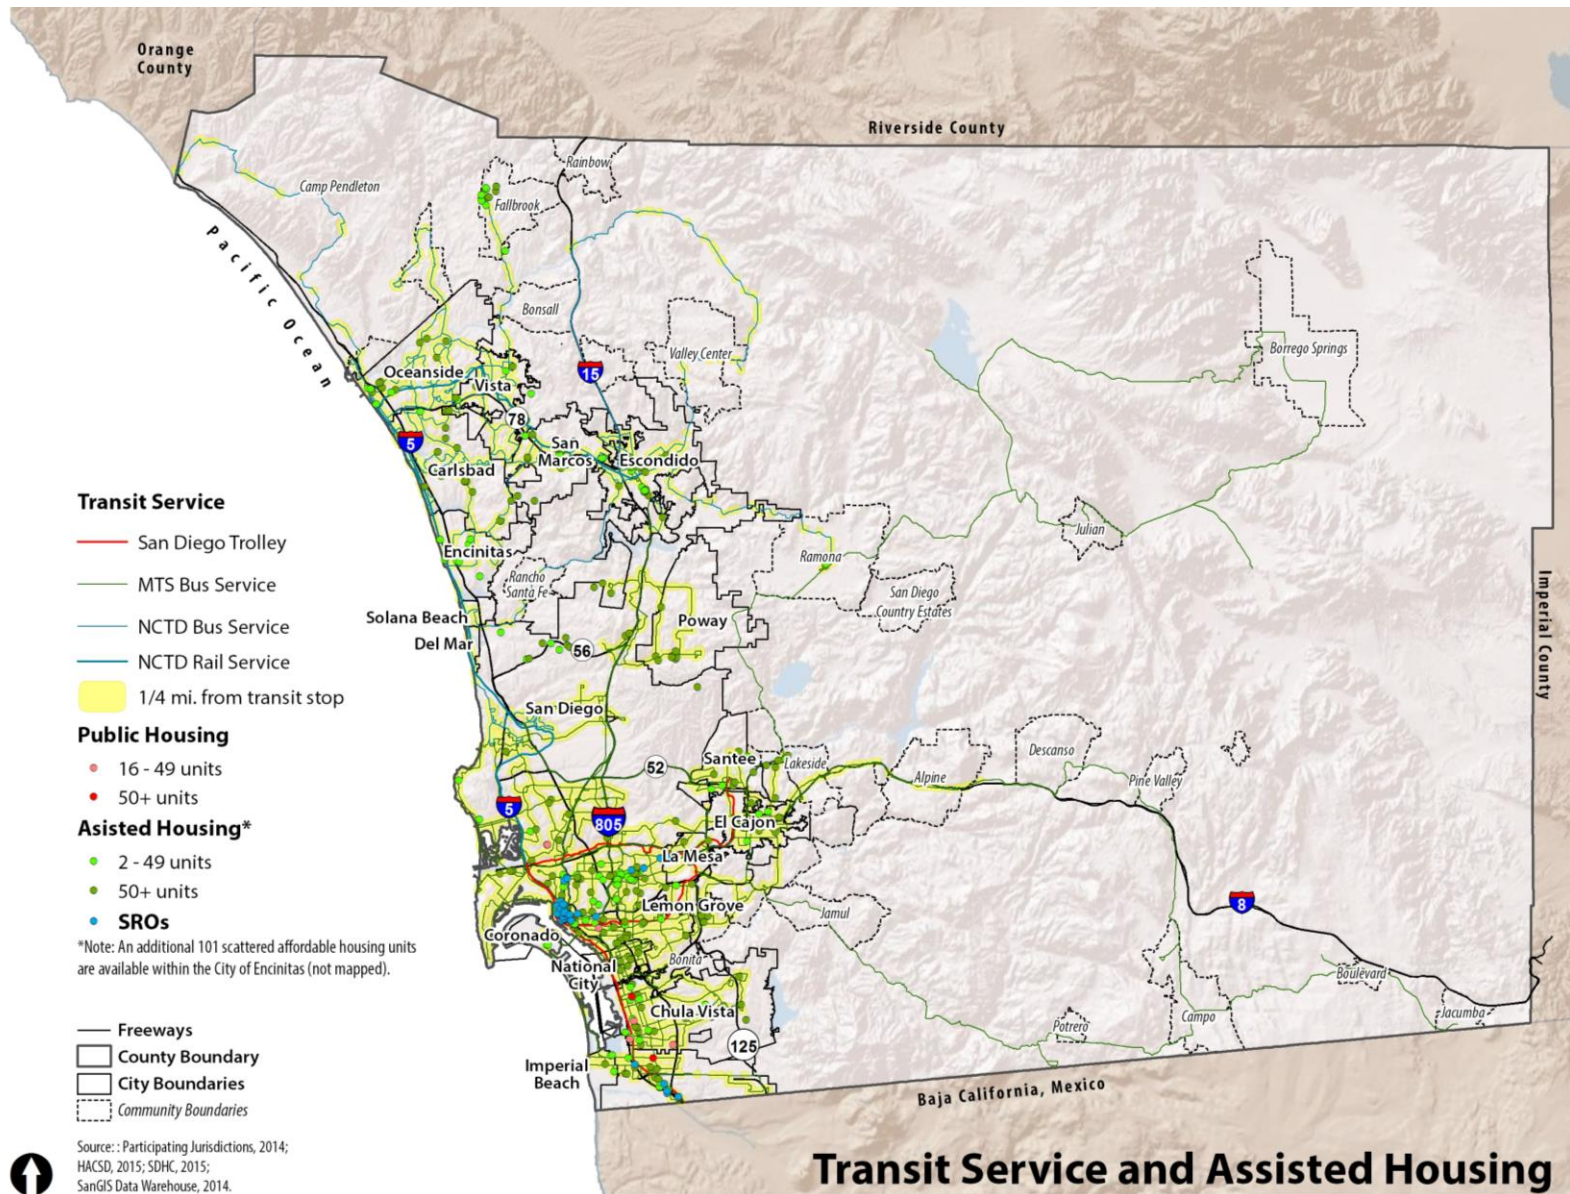 Orange
County
Riverside County
Rainbow
Camp Pendleton
Fallbrook
Pacific Ocean
Bonsall
Valley Center
Borrego Springs
15
Oceanside
Vista
78
5
San
Marcos
Escondido
Carlsbad
Transit Service
San Diego Trolley
MTS Bus Service
NCTD Bus Service
NCTD Rail Service
1/4 mi. from transit stop
Public Housing
16 - 49 units
50+ units
Asisted Housing*
2 - 49 units
50+ units
SROs
*Note: An additional 101 scattered affordable housing units
are available within the City of Encinitas (not mapped).
Freeways
County Boundary
City Boundaries
Community Boundaries
Source: : Participating Jurisdictions, 2014;
HACSD, 2015; SDHC, 2015;
SanGIS Data Warehouse, 2014.
Julian
Encinitas
Ramona
Rancho
Santa Fe
San Diego
Country Estates
Imperial County
Solana Beach
Poway
Del Mar
56
San Diego
Santee
Lakeside
52
Descanso
Alpine
Pine Valley
5
805
El Cajon
La Mesa
8
Lemon Grove
Jamul
Coronado
National
City
Bonita
Boulevard
Chula Vista
Campo
Jacumba
Potrero
125
Imperial
Beach
Baja California, Mexico
Transit Service and Assisted Housing